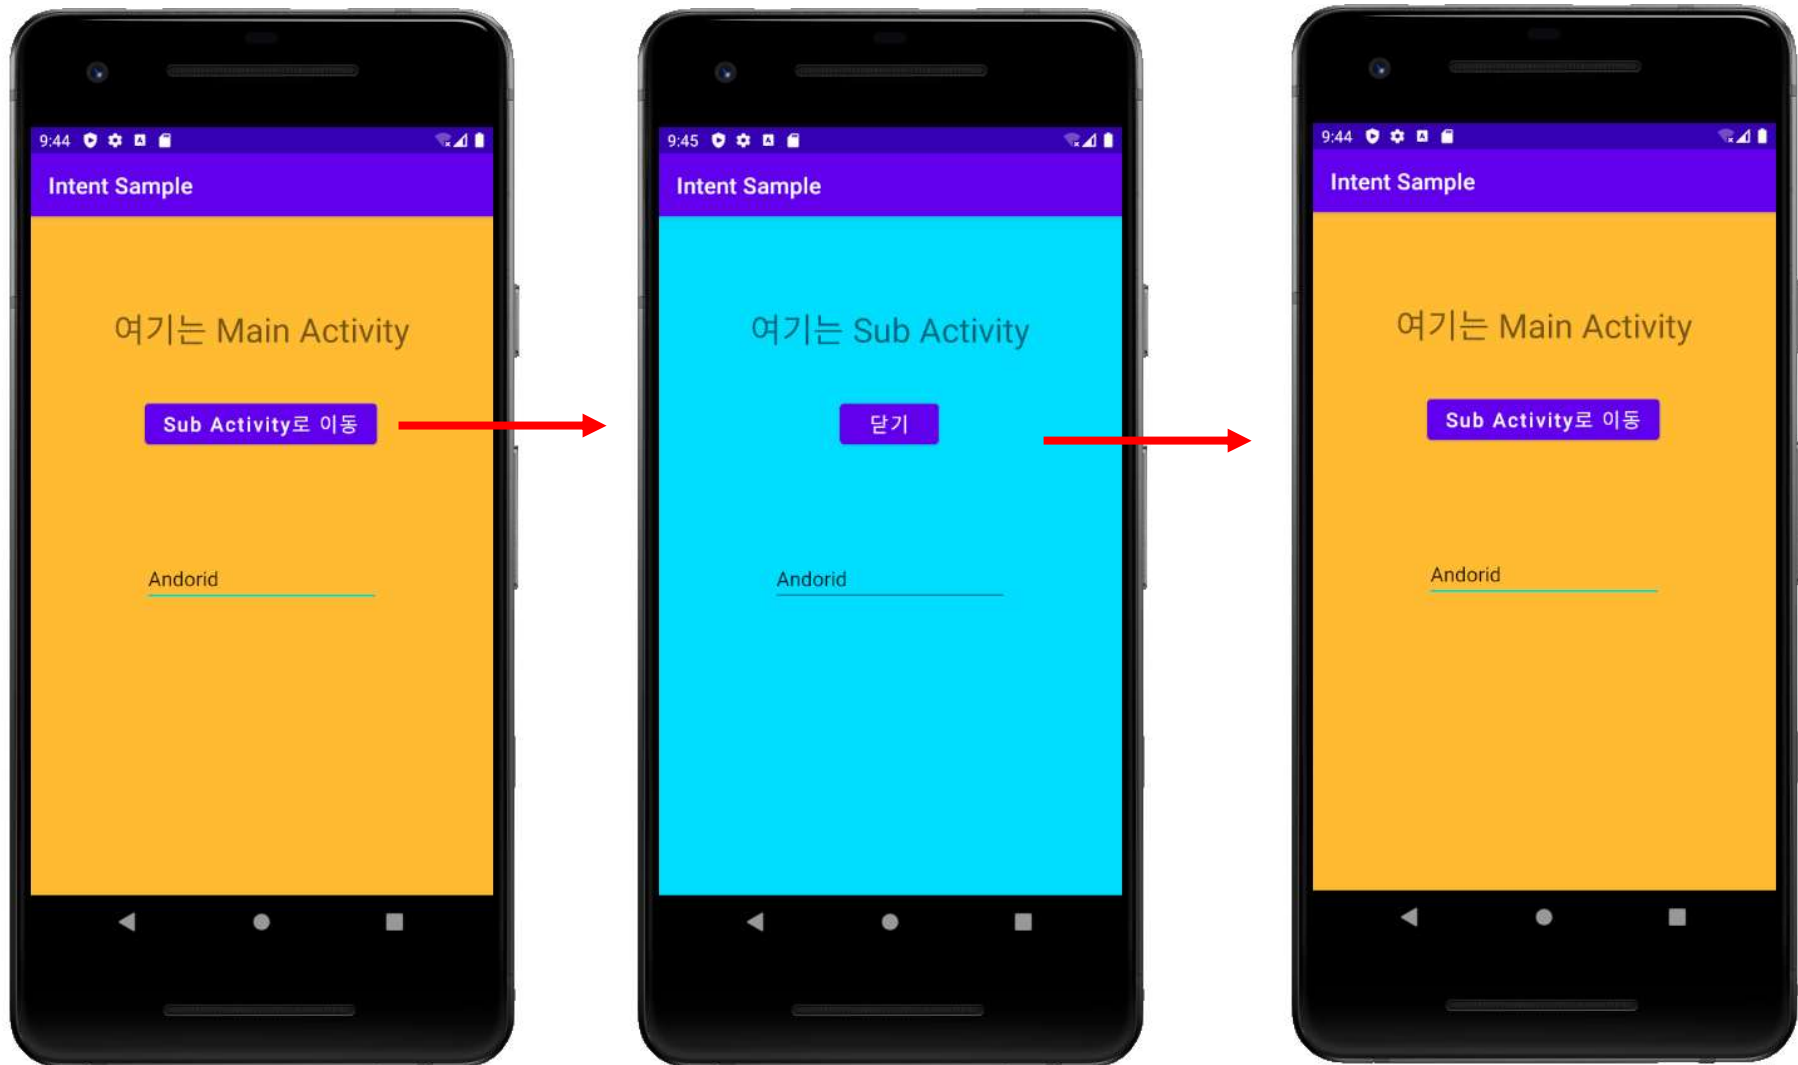 9:44
Intent Sample
여기는 Main Activity
Sub Activity로 이동
Andorid
9:45
Intent Sample
여기는 Sub Activity
닫기
Andorid
9:44
Intent Sample
여기는 Main Activity
Sub Activity로 이동
Andorid